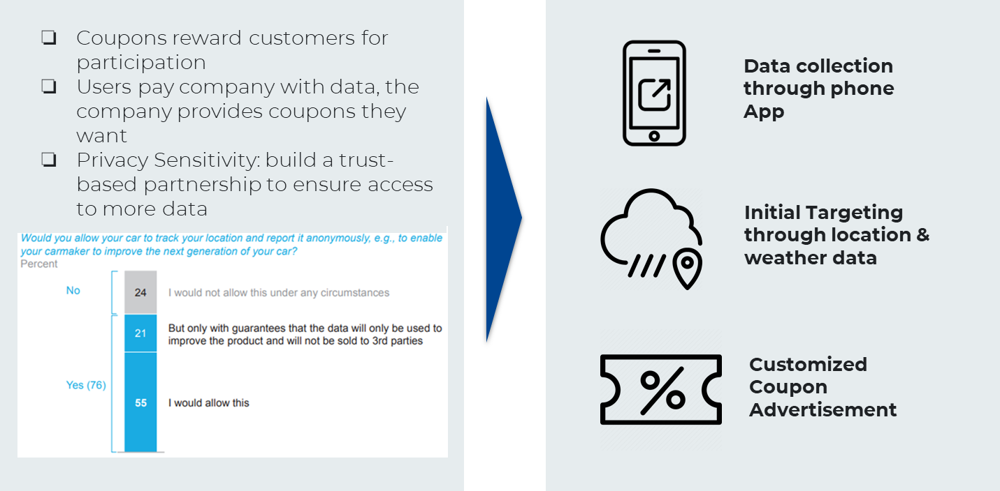 ❏ Coupons reward customers for
participation
❏ Users pay company with data, the
company provides coupons they
want
❏ Privacy Sensitivity: build a trust-
based partnership to ensure access
to more data
Would you allow your car to track your location and report it anonymously, e.g., to enable
your carmaker to improve the next generation of your car?
Percent
No
24
I would not allow this under any circumstances
21
But only with guarantees that the data will only be used to
improve the product and will not be sold to 3rd parties
Yes (76)
55
I would allow this
Data collection
through phone
App
Initial Targeting
through location &
weather data
%
Customized
Coupon
Advertisement